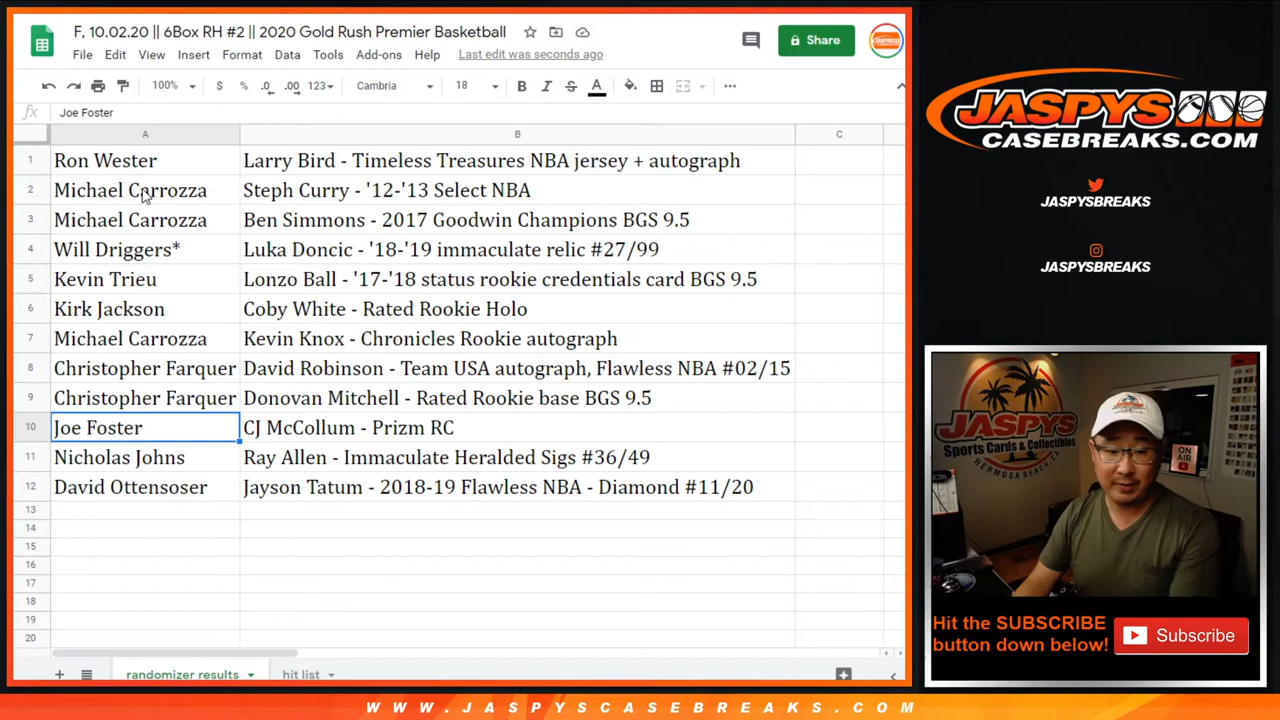 F, 10.02.20 || 6Box RH #2 || 2020 Gold Rush Premier Basketball
File Edit View Insert Format Data Tools Add-ons Help Last edit was seconds ago
Share
100% $ % .0 .00 123 Cambria 18 B I S A
fx Joe Foster
A B C
1 Ron Wester Larry Bird - Timeless Treasures NBA jersey + autograph
2 Michael Carrozza Steph Curry - '12-'13 Select NBA
3 Michael Carrozza Ben Simmons - 2017 Goodwin Champions BGS 9.5
4 Will Driggers* Luka Doncic - '18-'19 immaculate relic #27/99
5 Kevin Trieu Lonzo Ball - '17-'18 status rookie credentials card BGS 9.5
6 Kirk Jackson Coby White - Rated Rookie Holo
7 Michael Carrozza Kevin Knox - Chronicles Rookie autograph
8 Christopher Farquer David Robinson - Team USA autograph, Flawless NBA #02/15
9 Christopher Farquer Donovan Mitchell - Rated Rookie base BGS 9.5
10 Joe Foster CJ McCollum - Prizm RC
11 Nicholas Johns Ray Allen - Immaculate Heralded Sigs #36/49
12 David Ottensoser Jayson Tatum - 2018-19 Flawless NBA - Diamond #11/20
13
14
15
16
17
18
19
20
randomizer results hit list
JASPYS
CASEBREAKS.COM
JASPYSBREAKS
JASPYSBREAKS
JASPYS
Sports Cards & Collectibles
HERMOSA BEACH, CA
ON AIR
Hit the SUBSCRIBE
button down below!
Subscribe
WWW.JASPYSCASEBREAKS.COM